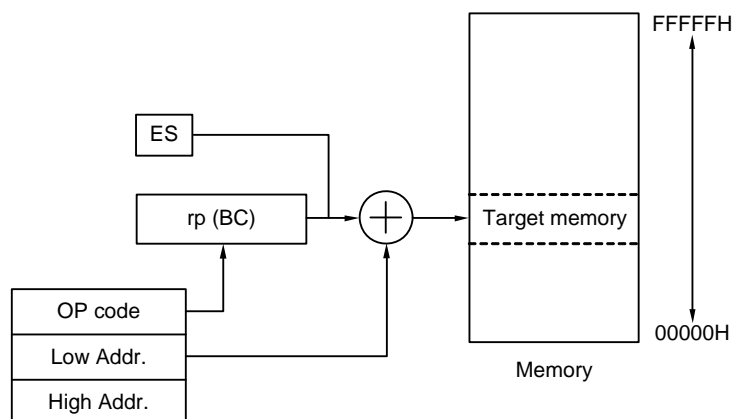 FFFFFH
ES
rp (BC)
Target memory
OP code
Low Addr.
00000H
Memory
High Addr.